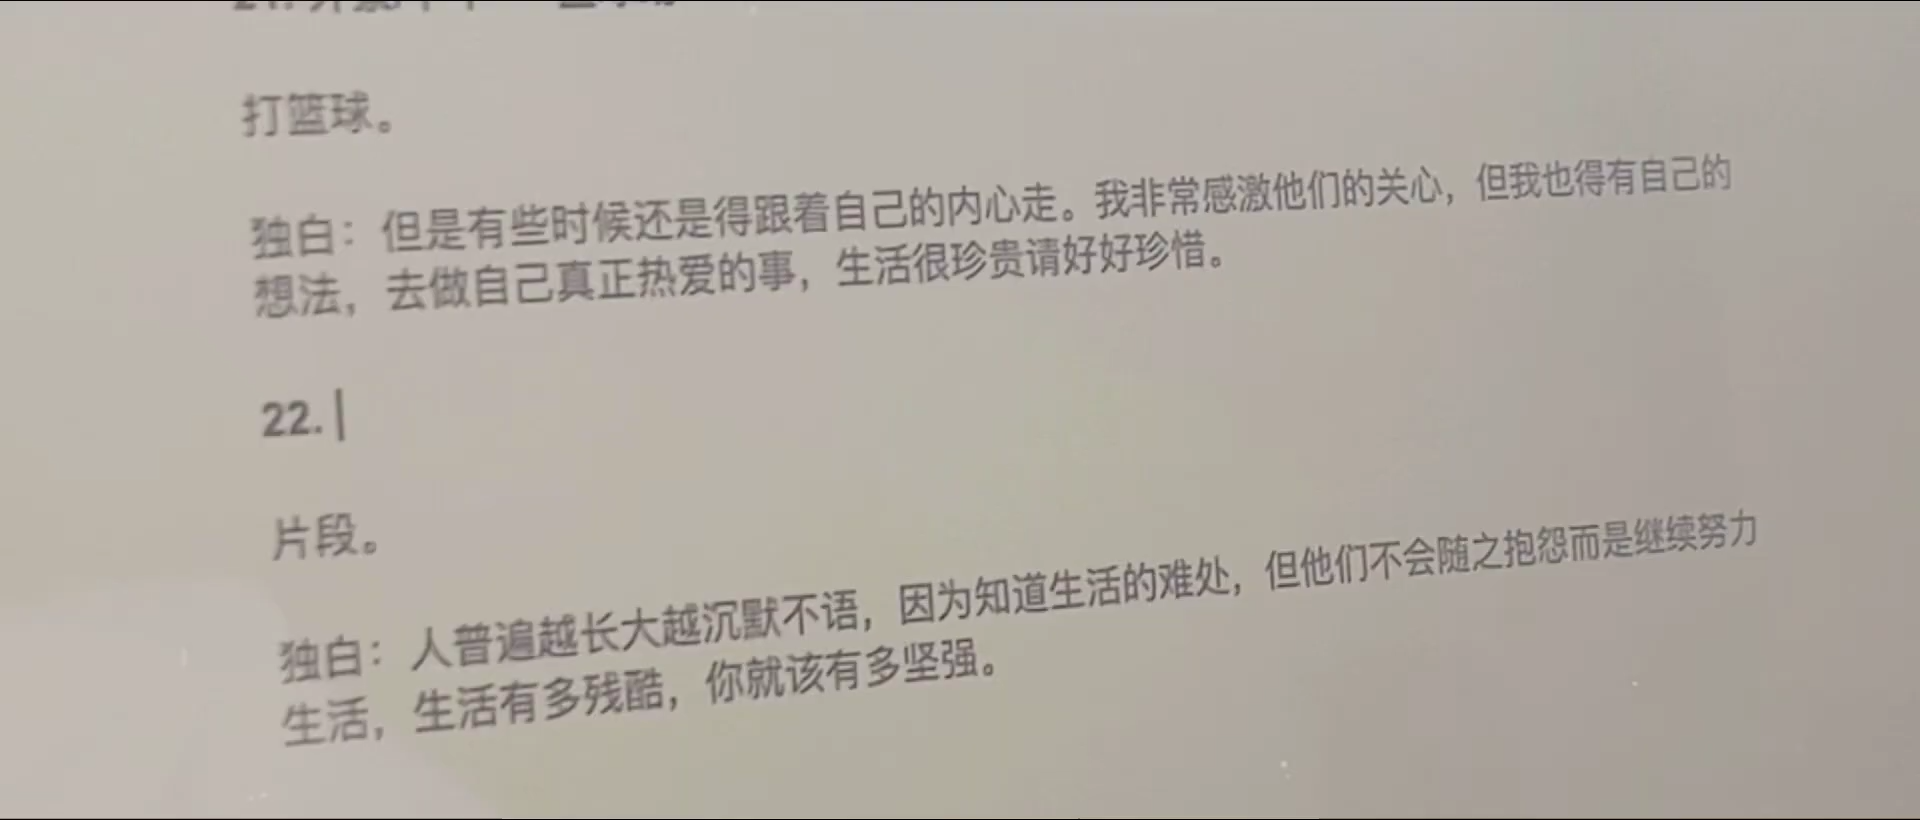 打篮球。
独白：但是有些时候还是得跟着自己的内心走。我非常感激他们的关心，但我也得有自己的
想法，去做自己真正热爱的事，生活很珍贵请好好珍惜。
22.
片段。
独白：人普遍越长大越沉默不语，因为知道生活的难处，但他们不会随之抱怨而是继续努力
生活，生活有多残酷，你就该有多坚强。